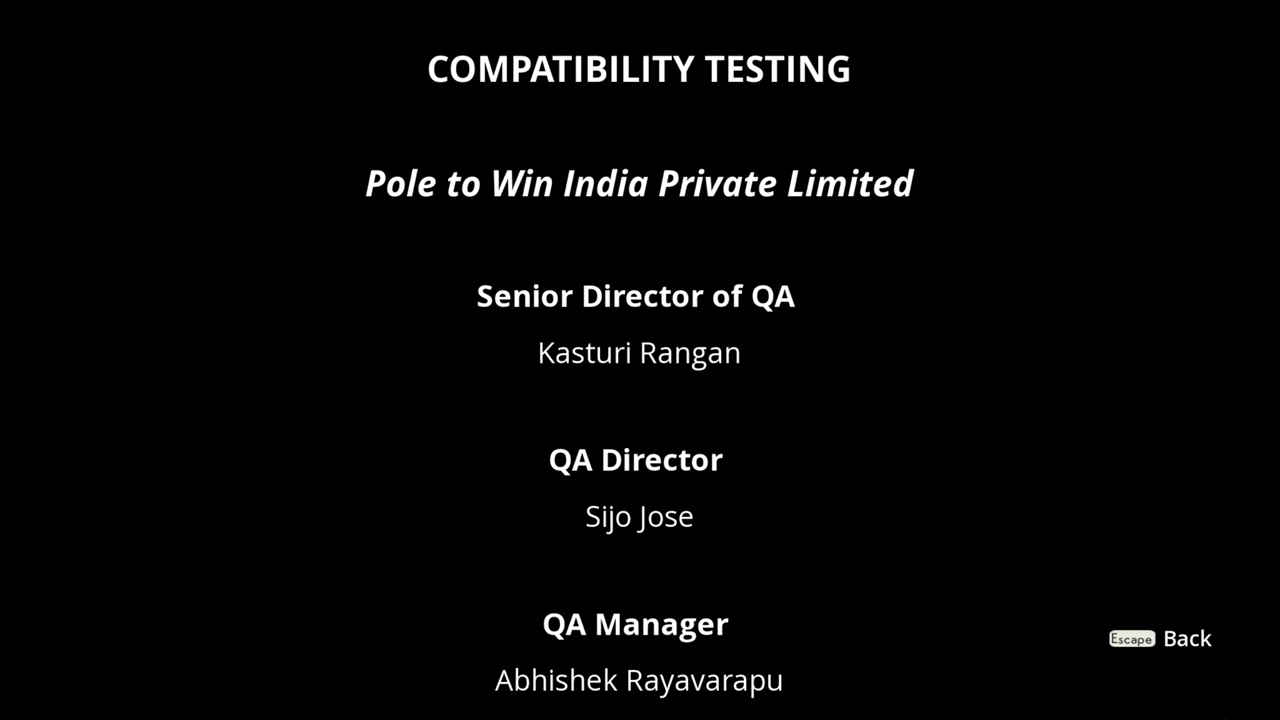 COMPATIBILITY TESTING
Pole to Win India Private Limited
Senior Director of QA
Kasturi Rangan
QA Director
Sijo Jose
QA Manager
Escape Back
Abhishek Rayavarapu